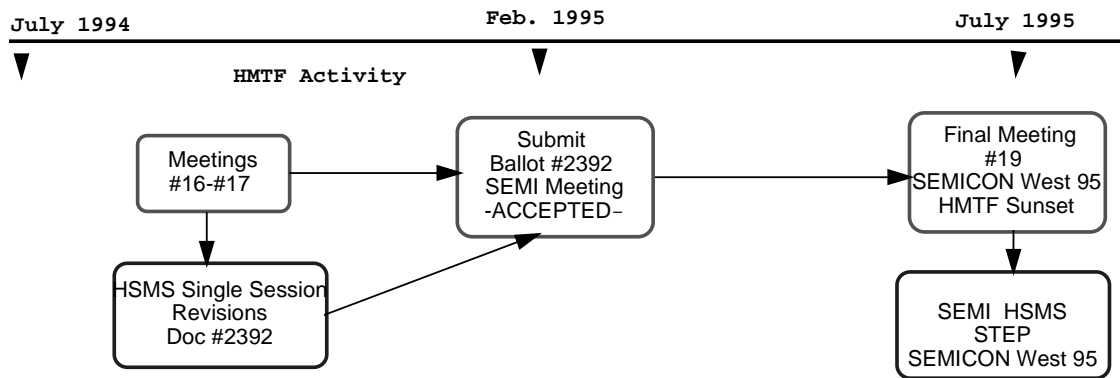 July 1994
Feb. 1995
July 1995
HMTF Activity
Meetings
#16-#17
Submit
Ballot #2392
SEMI Meeting
-ACCEPTED-
Final Meeting
#19
SEMICON West 95
HMTF Sunset
HSMS Single Session
Revisions
Doc #2392
SEMI HSMS
STEP
SEMICON West 95